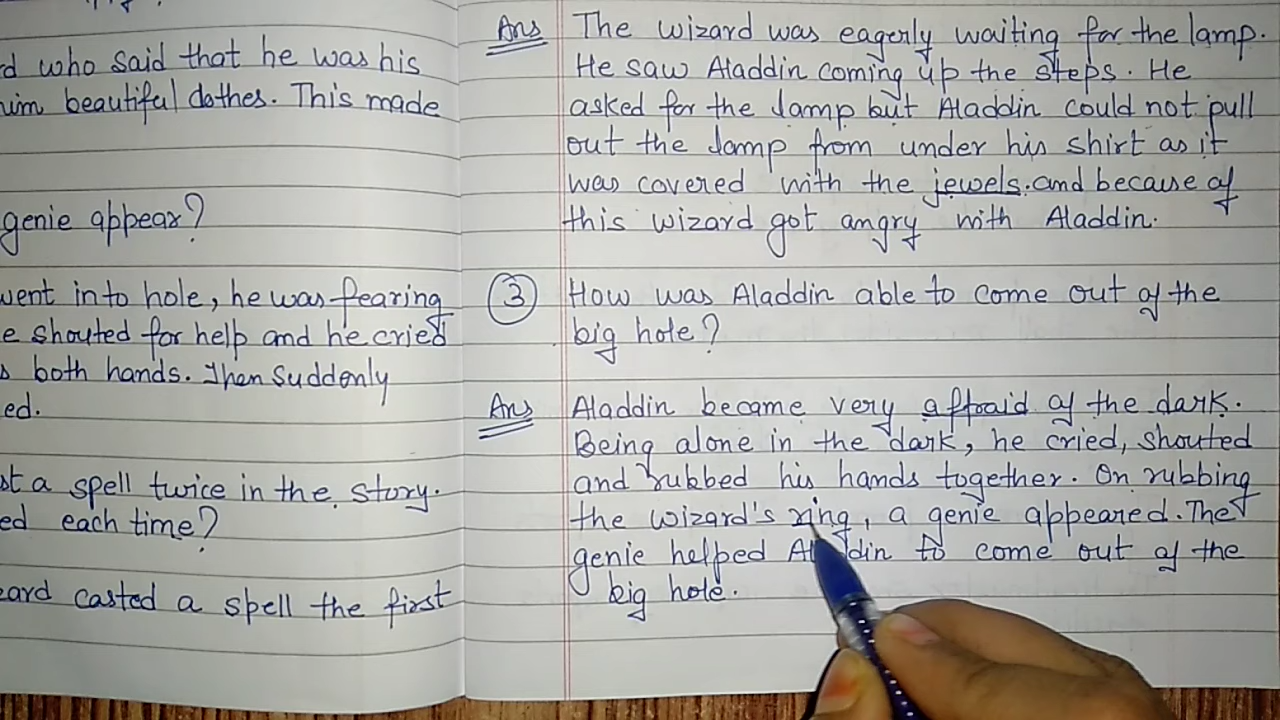 d who said that he was his
him beautiful clothes. This made
genie appear?
went into hole, he was fearing
e shouted for help and he cried
s both hands. Then suddenly
ed.
st a spell twice in the story.
ed each time?
zard casted a spell the first
Ans The wizard was eagerly waiting for the lamp.
He saw Aladdin coming up the steps. He
asked for the lamp but Aladdin could not pull
out the lamp from under his shirt as it
was covered with the jewels. and because of
this wizard got angry with Aladdin.
3 How was Aladdin able to come out of the
big hole?
Ans Aladdin became very affraid of the dark.
Being alone in the dark, he cried, shouted
and rubbed his hands together. On rubbing
the wizard's ring, a genie appeared. The
genie helped Aladdin to come out of the
big hole.